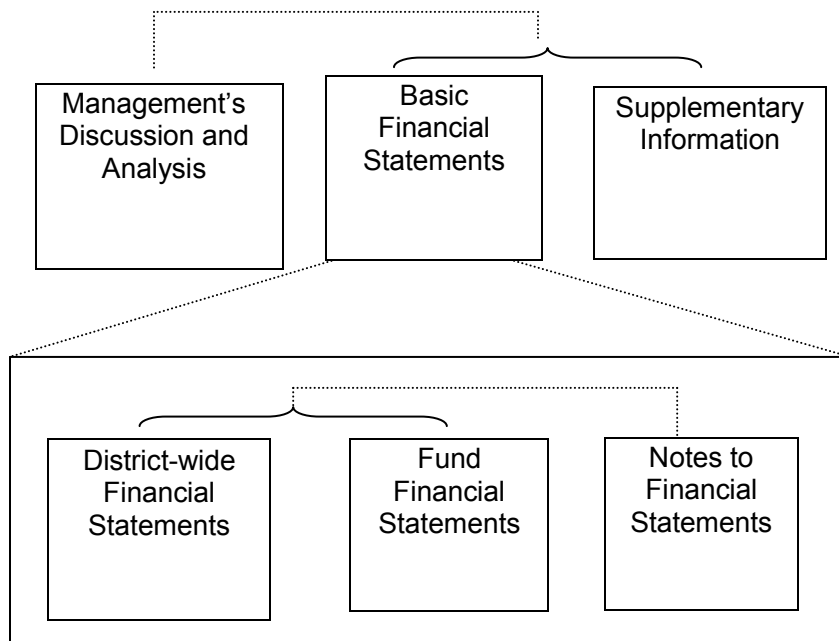 Management’s
Discussion and
Analysis
Basic
Financial
Statements
Supplementary
Information
District-wide
Financial
Statements
Fund
Financial
Statements
Notes to
Financial
Statements